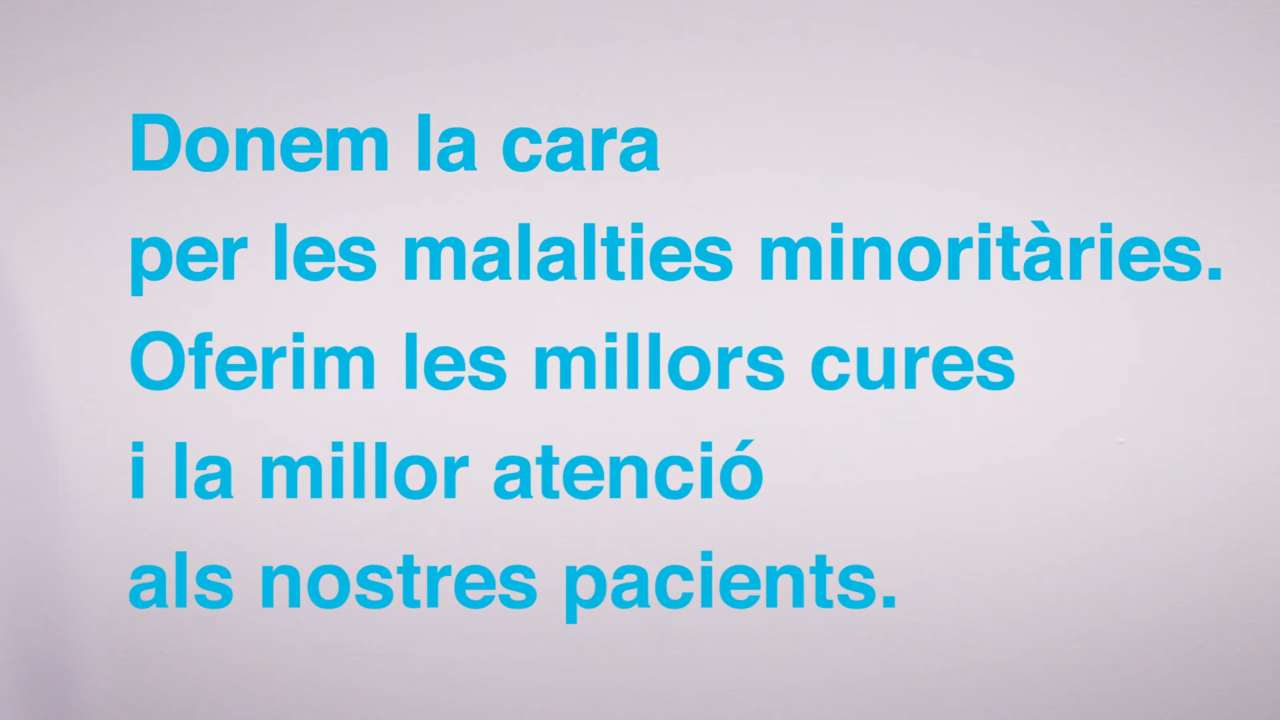 Donem la cara
per les malalties minoritàries.
Oferim les millors cures
i la millor atenció
als nostres pacients.